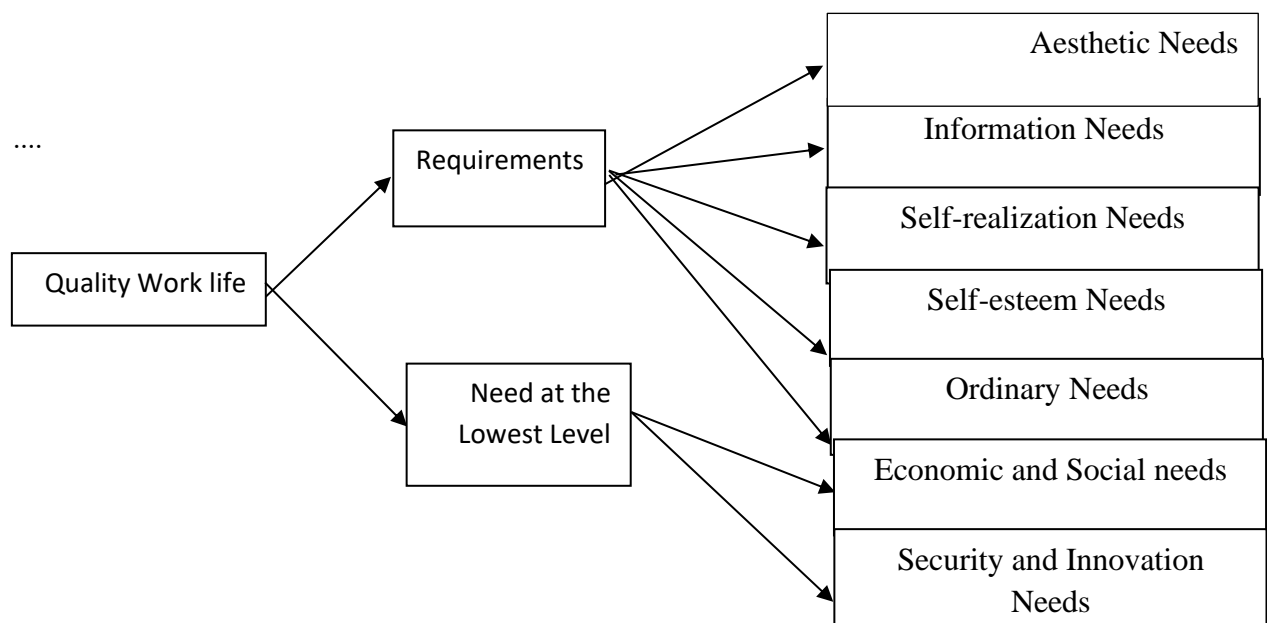 ....
Quality Work life
Requirements
Need at the
Lowest Level
Aesthetic Needs
Information Needs
Self-realization Needs
Self-esteem Needs
Ordinary Needs
Economic and Social needs
Security and Innovation
Needs